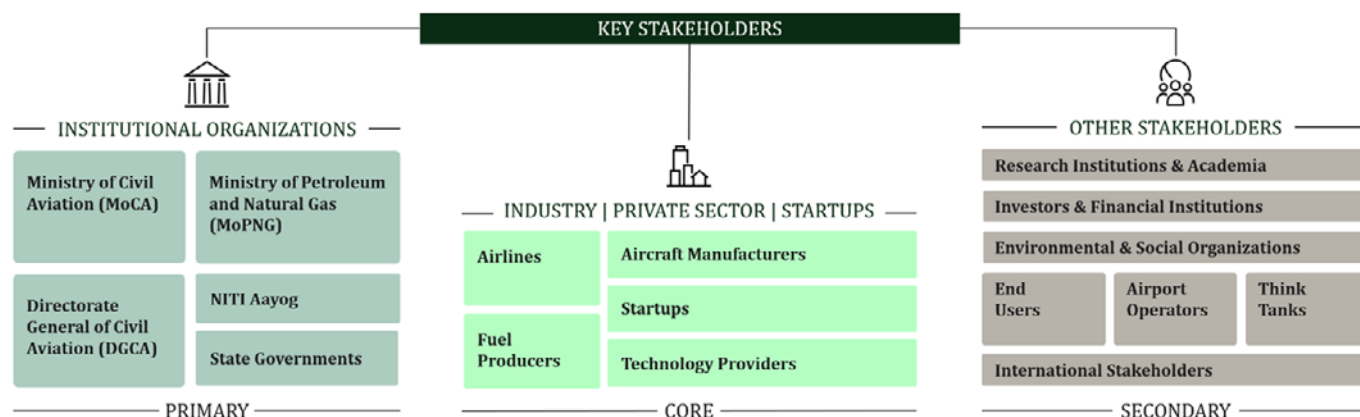 KEY STAKEHOLDERS
INSTITUTIONAL ORGANIZATIONS
Ministry of Civil
Aviation (MoCA)
Ministry of Petroleum
and Natural Gas
(MoPNG)
Directorate
General of Civil
Aviation (DGCA)
NITI Aayog
State Governments
PRIMARY
INDUSTRY | PRIVATE SECTOR | STARTUPS
Airlines
Fuel
Producers
Aircraft Manufacturers
Startups
Technology Providers
CORE
OTHER STAKEHOLDERS
Research Institutions & Academia
Investors & Financial Institutions
Environmental & Social Organizations
End
Users
Airport
Operators
Think
Tanks
International Stakeholders
SECONDARY